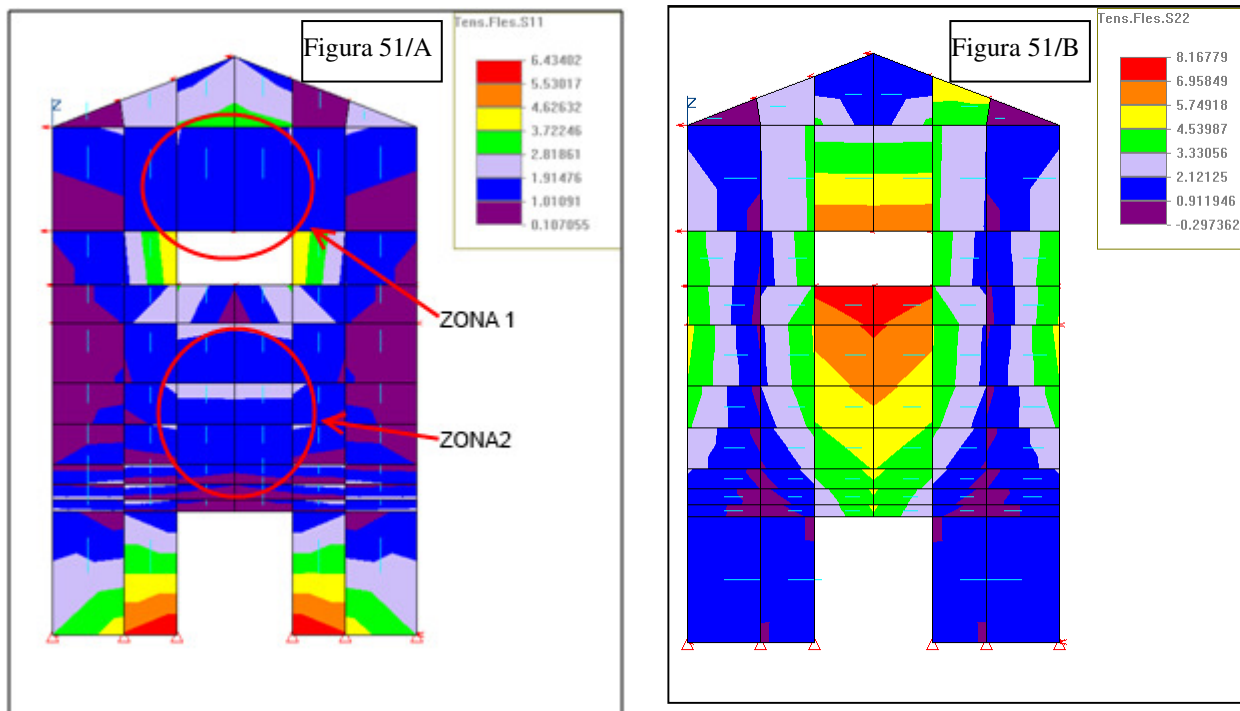 Tens.Fles.S11
Figura 51/A
6.43402
5.53017
4.62632
3.72246
2.81861
1.91476
1.01091
0.107055
Z
ZONA 1
ZONA2
Tens.Fles.S22
Figura 51/B
8.16779
6.95849
5.74918
4.53987
3.33056
2.12125
0.911946
-0.297362
Z